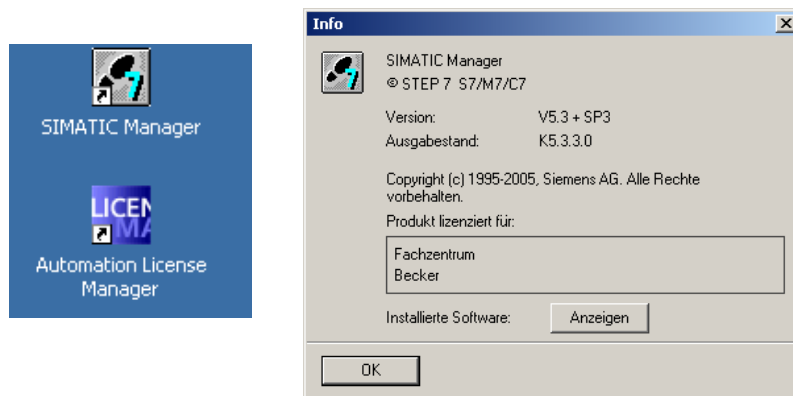 SIMATIC Manager
LICEN
MA
Automation License
Manager
Info
SIMATIC Manager
© STEP 7 S7/M7/C7
Version: V5.3 + SP3
Ausgabestand: K5.3.3.0
Copyright (c) 1995-2005, Siemens AG. Alle Rechte
vorbehalten.
Produkt lizenziert für:
Fachzentrum
Becker
Installierte Software: Anzeigen
OK